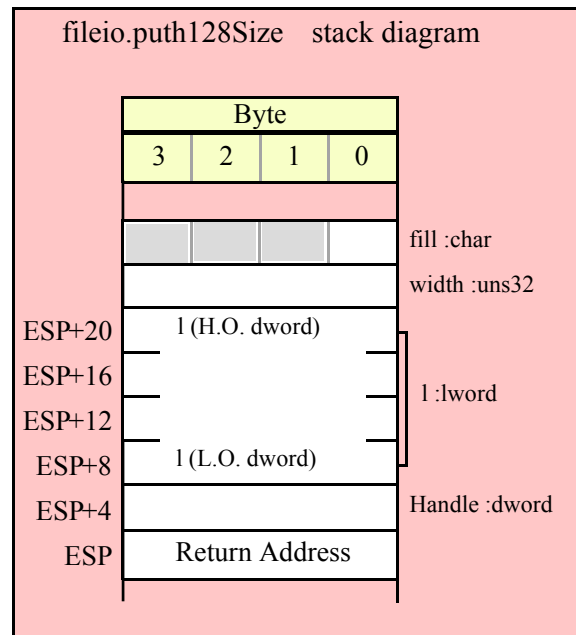 fileio.puth128Size stack diagram
Byte
3 2 1 0
fill :char
width :uns32
ESP+20 l (H.O. dword)
ESP+16
l :lword
ESP+12
ESP+8 l (L.O. dword)
ESP+4 Handle :dword
ESP Return Address